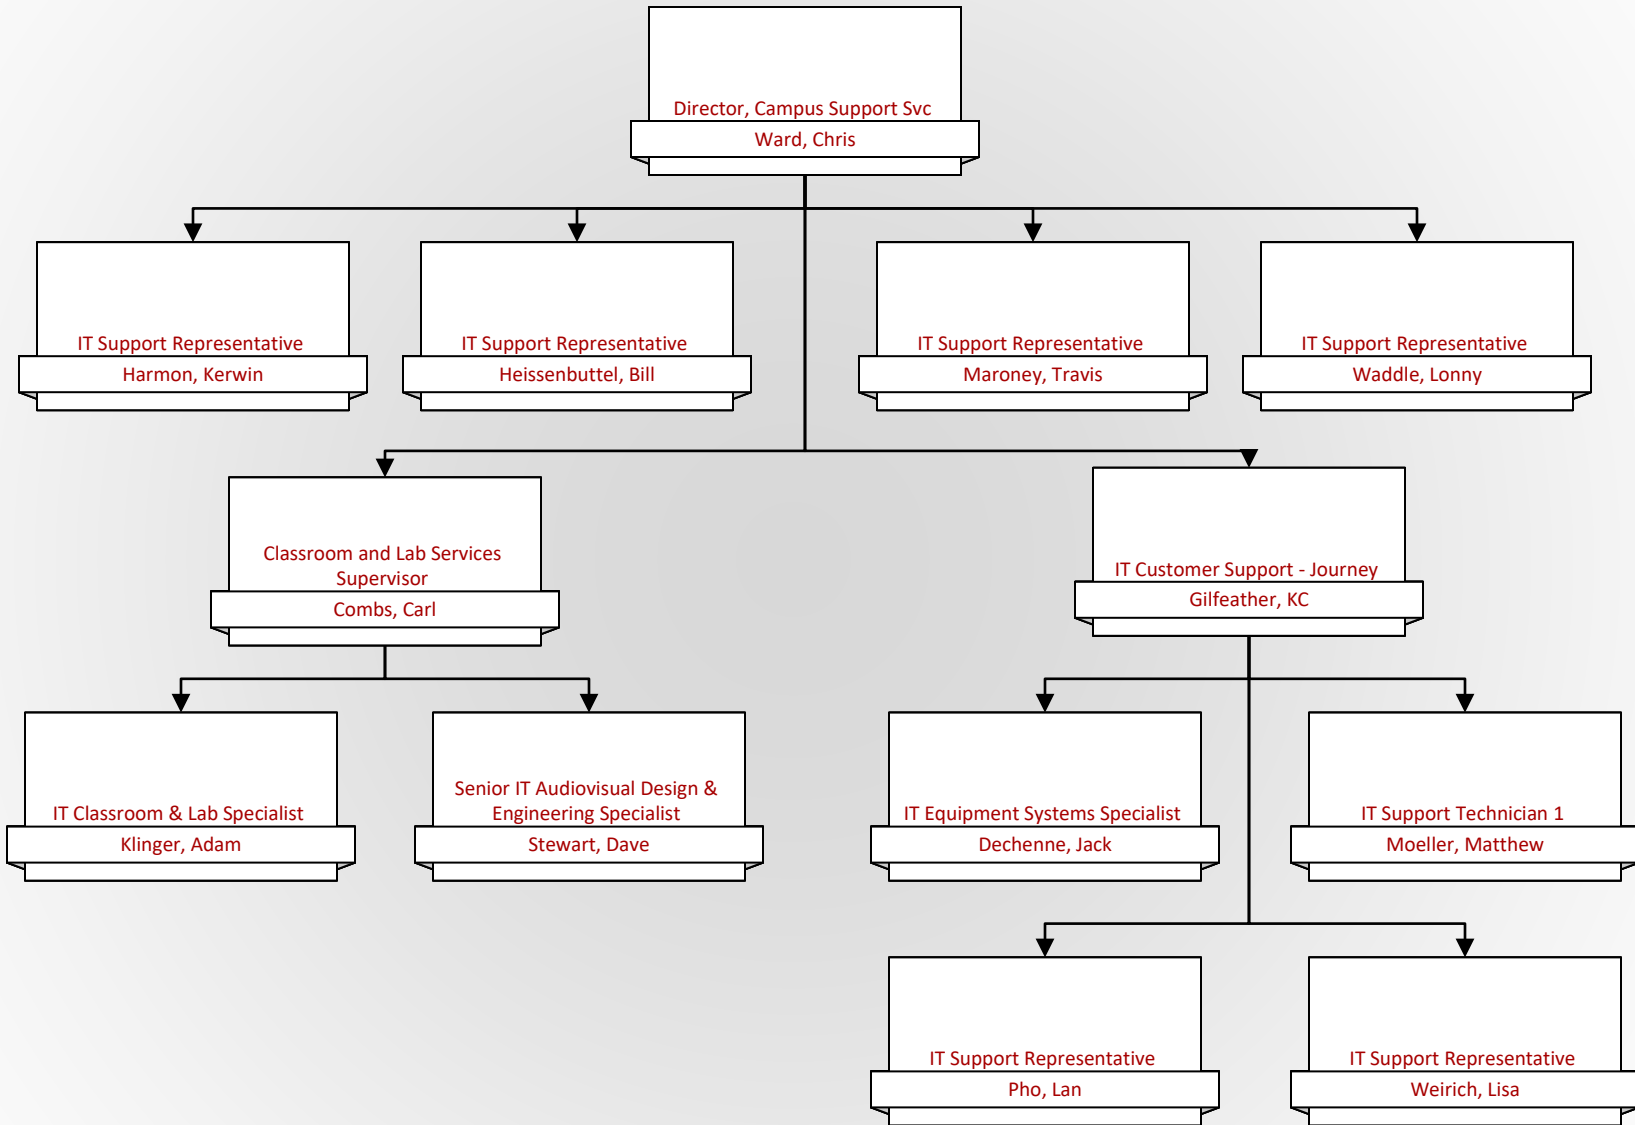 Director, Campus Support Svc
Ward, Chris
IT Support Representative
Harmon, Kerwin
IT Support Representative
Heissenbuttel, Bill
IT Support Representative
Maroney, Travis
IT Support Representative
Waddle, Lonny
Classroom and Lab Services
Supervisor
Combs, Carl
IT Customer Support - Journey
Gilfeather, KC
IT Classroom & Lab Specialist
Klinger, Adam
Senior IT Audiovisual Design &
Engineering Specialist
Stewart, Dave
IT Equipment Systems Specialist
Dechenne, Jack
IT Support Technician 1
Moeller, Matthew
IT Support Representative
Pho, Lan
IT Support Representative
Weirich, Lisa